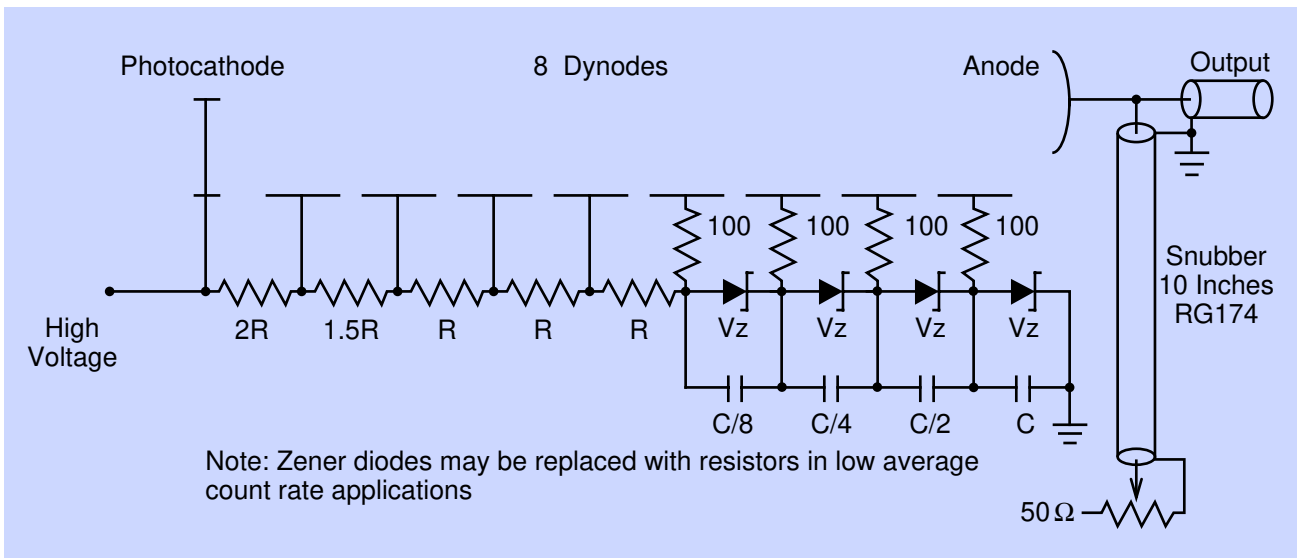 Photocathode
8 Dynodes
Anode
Output
100
100
100
100
Snubber
10 Inches
RG174
High
Voltage
2R
1.5R
R
R
R
Vz
Vz
Vz
Vz
C/8
C/4
C/2
C
Note: Zener diodes may be replaced with resistors in low average
count rate applications
50Ω